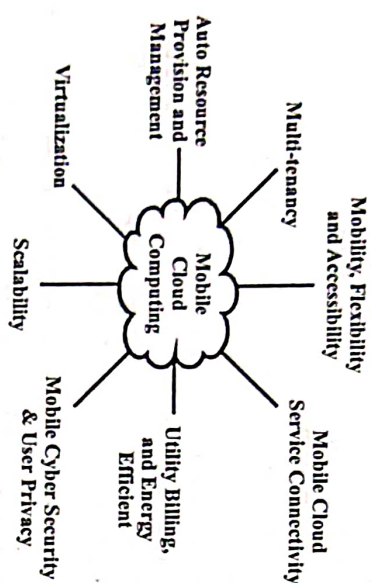 Mobility, Flexibility
and Accessibility
Multi-tenancy
Mobile Cloud
Service Connectivity
Auto Resource
Provision and
Management
Mobile
Cloud
Computing
Utility Billing,
and Energy
Efficient
Virtualization
Scalability
Mobile Cyber Security
& User Privacy